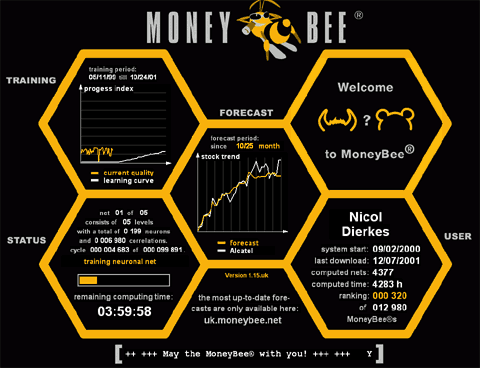 MONEY BEE®
TRAINING
training period:
05/11/99 till 10/24/01
progess index
current quality
learning curve
FORECAST
forecast period:
since 10/25 month
stock trend
forecast
Alcatel
Welcome
?
to MoneyBee®
STATUS
net 01 of 05
consists of 05 levels
with a total of 0 199 neurons
and 0 006 980 correlations.
cycle 000 004 683 of 000 099 891
training neuronal net
remaining computing time:
03:59:58
Version 1.15.uk
the most up-to-date fore-
casts are only available here:
uk.moneybee.net
USER
Nicol
Dierkes
system start: 09/02/2000
last download: 12/07/2001
computed nets: 4377
computed time: 4283 h
ranking: 000 320
of 012 980
MoneyBee®s
[ ++ +++ May the MoneyBee® with you! +++ +++ Y ]